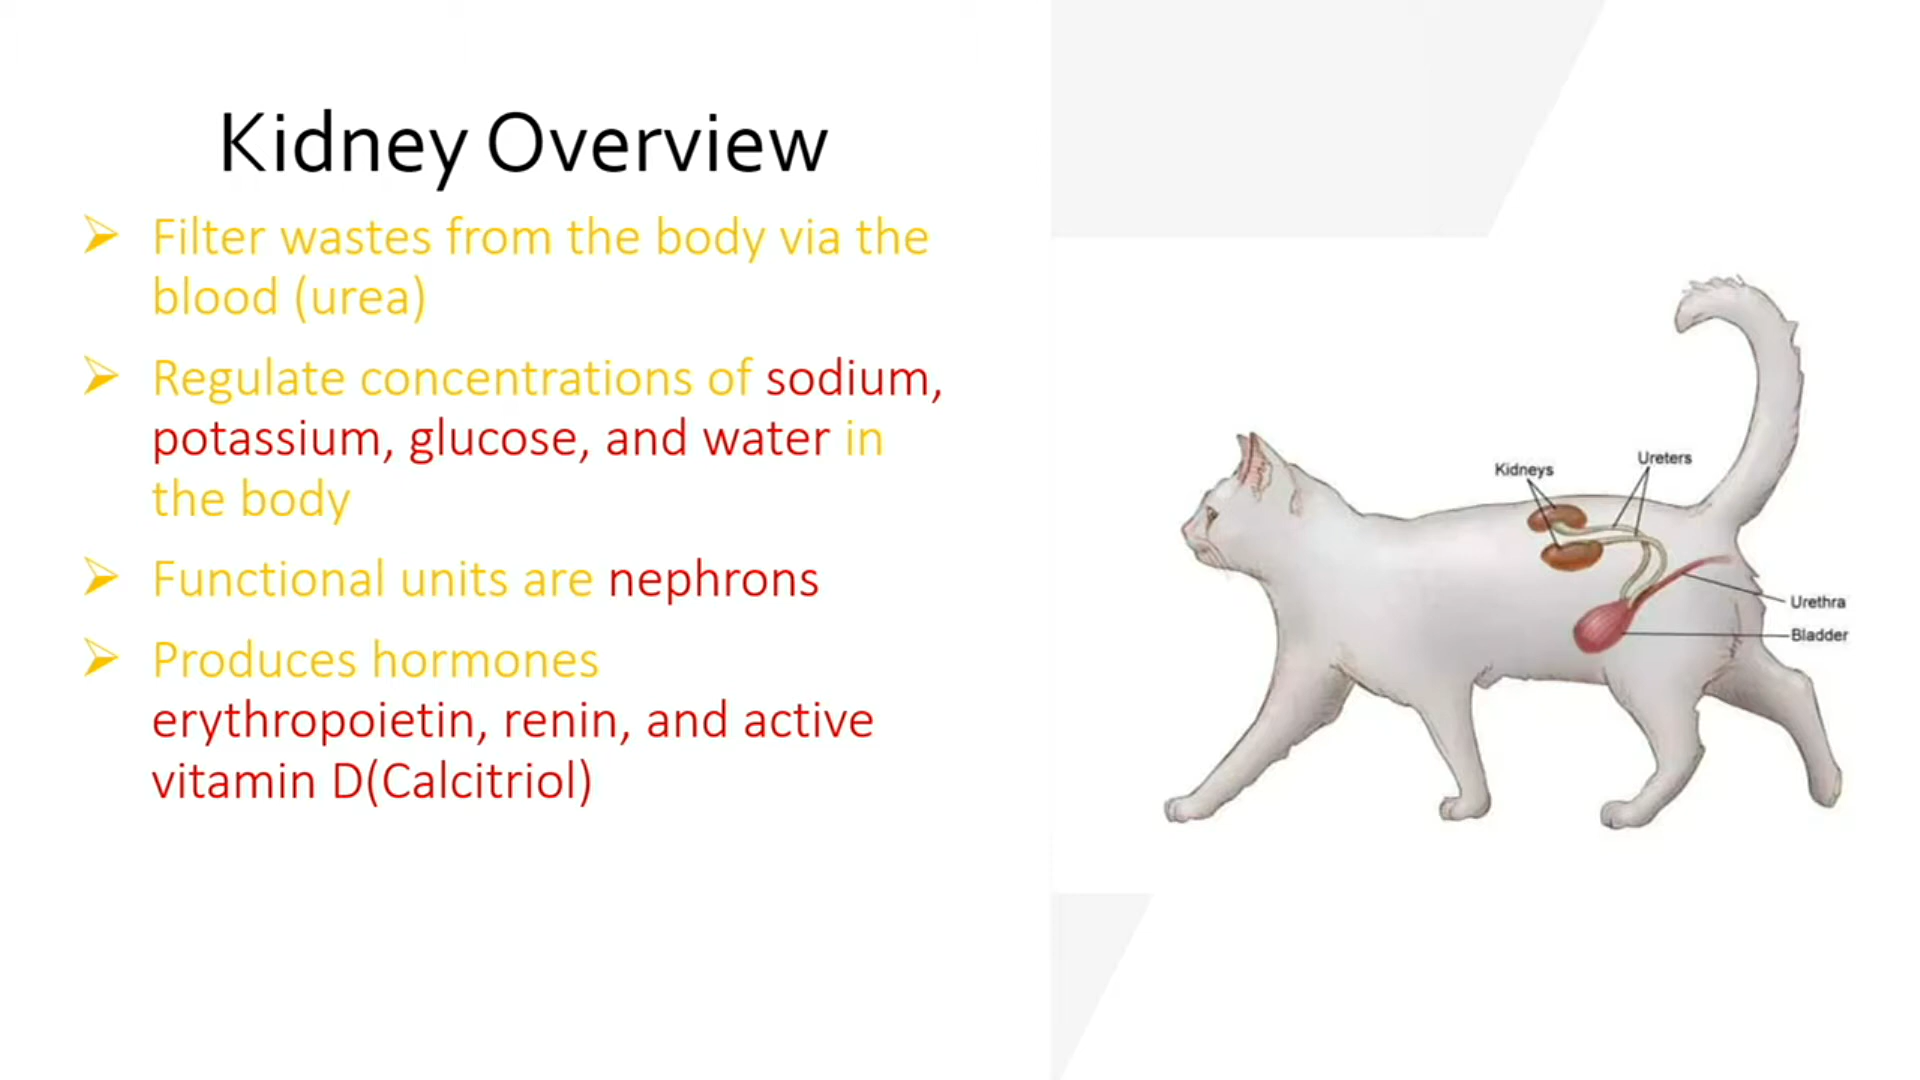 Kidney Overview
➢ Filter wastes from the body via the
blood (urea)
➢ Regulate concentrations of sodium,
potassium, glucose, and water in
the body
➢ Functional units are nephrons
➢ Produces hormones
erythropoietin, renin, and active
vitamin D(Calcitriol)
Kidneys
Ureters
Urethra
Bladder